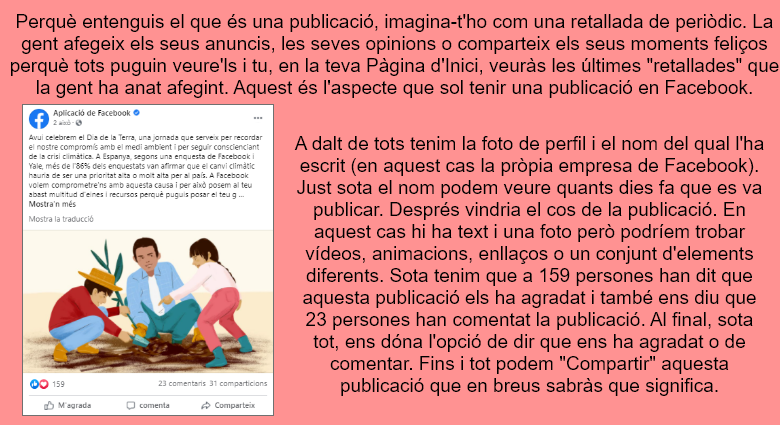 Perquè entenguis el que és una publicació, imagina-t'ho com una retallada de periòdic. La
gent afegeix els seus anuncis, les seves opinions o comparteix els seus moments feliços
perquè tots puguin veure'ls i tu, en la teva Pàgina d'Inici, veuràs les últimes "retallades" que
la gent ha anat afegint. Aquest és l'aspecte que sol tenir una publicació en Facebook.
Aplicació de Facebook
2 aixó ·
Avui celebrem el Dia de la Terra, una jornada que serveix per recordar
el nostre compromís amb el medi ambient i per seguir conscienciant
de la crisi climàtica. A Espanya, segons una enquesta de Facebook i
Yale, més de l'86% dels enquestats van afirmar que el canvi climàtic
hauria de ser una prioritat alta o molt alta per al país. A Facebook
volem comprometre'ns amb aquesta causa i per això posem al teu
abast multitud d'eines i recursos perquè puguis posar el teu g ...
Mostra'n més
Mostra la traducció
159
23 comentaris 31 comparticions
M'agrada
comenta
Comparteix
A dalt de tots tenim la foto de perfil i el nom del qual l'ha
escrit (en aquest cas la pròpia empresa de Facebook).
Just sota el nom podem veure quants dies fa que es va
publicar. Després vindria el cos de la publicació. En
aquest cas hi ha text i una foto però podríem trobar
vídeos, animacions, enllaços o un conjunt d'elements
diferents. Sota tenim que a 159 persones han dit que
aquesta publicació els ha agradat i també ens diu que
23 persones han comentat la publicació. Al final, sota
tot, ens dóna l'opció de dir que ens ha agradat o de
comentar. Fins i tot podem "Compartir" aquesta
publicació que en breus sabràs que significa.